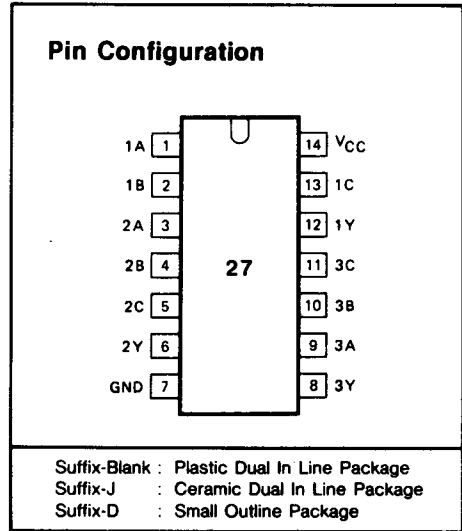 Pin Configuration
1A 1 14 VCC
1B 2 13 1C
2A 3 12 1Y
2B 4 27 11 3C
2C 5 10 3B
2Y 6 9 3A
GND 7 8 3Y
Suffix-Blank : Plastic Dual In Line Package
Suffix-J : Ceramic Dual In Line Package
Suffix-D : Small Outline Package